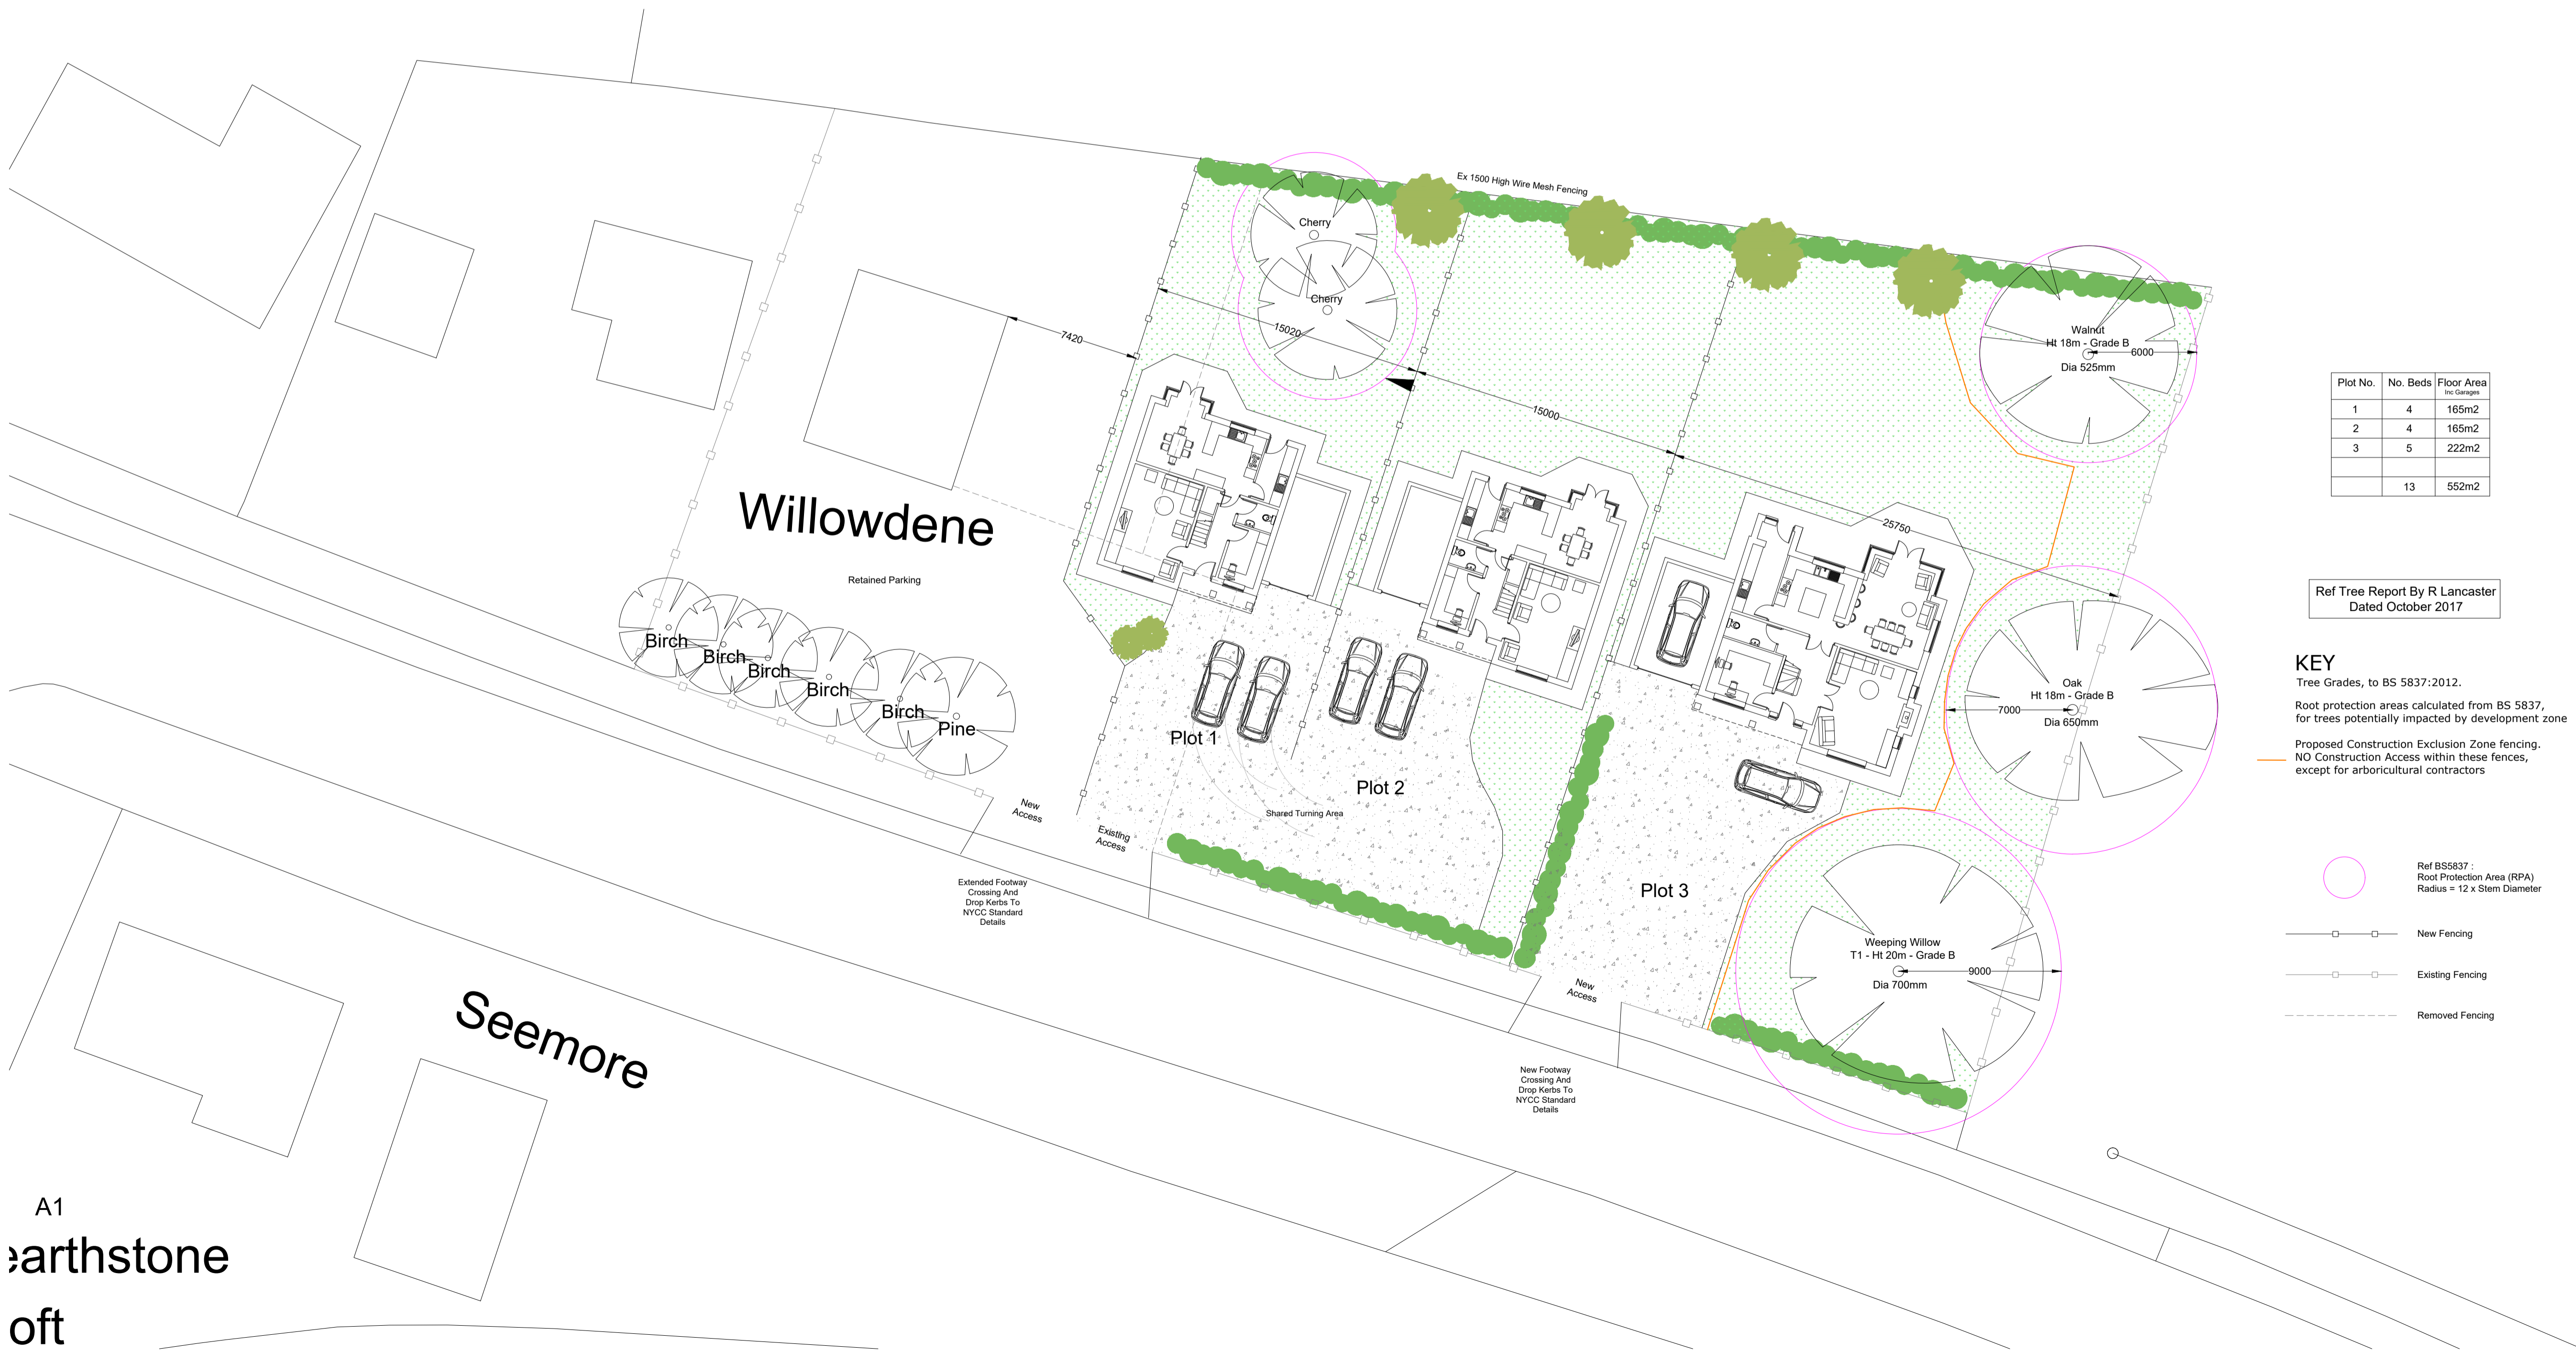 Ex 1500 High Wire Mesh Fencing
Cherry
Cherry
15020
7420
15000
25750
Walnut
Ht 18m - Grade B
6000
Dia 525mm
Plot No. No. Beds Floor Area
Inc Garages
1 4 165m2
2 4 165m2
3 5 222m2
13 552m2
Willowdene
Retained Parking
Birch
Birch
Birch
Birch
Birch
Pine
Plot 1
Plot 2
Shared Turning Area
Plot 3
New
Access
Existing
Access
Extended Footway
Crossing And
Drop Kerbs To
NYCC Standard
Details
New
Access
New Footway
Crossing And
Drop Kerbs To
NYCC Standard
Details
Oak
Ht 18m - Grade B
7000
Dia 650mm
Weeping Willow
T1 - Ht 20m - Grade B
9000
Dia 700mm
Ref Tree Report By R Lancaster
Dated October 2017
KEY
Tree Grades, to BS 5837:2012.
Root protection areas calculated from BS 5837,
for trees potentially impacted by development zone
Proposed Construction Exclusion Zone fencing.
NO Construction Access within these fences,
except for arboricultural contractors
Ref BS5837 :
Root Protection Area (RPA)
Radius = 12 x Stem Diameter
New Fencing
Existing Fencing
Removed Fencing
Seemore
A1
earthstone
oft